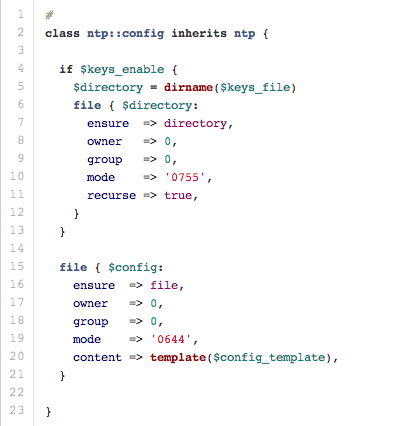 1 #
2 class ntp::config inherits ntp {
3
4   if $keys_enable {
5     $directory = dirname($keys_file)
6     file { $directory:
7       ensure  => directory,
8       owner   => 0,
9       group   => 0,
10       mode    => '0755',
11       recurse => true,
12     }
13   }
14
15   file { $config:
16     ensure  => file,
17     owner   => 0,
18     group   => 0,
19     mode    => '0644',
20     content => template($config_template),
21   }
22
23 }